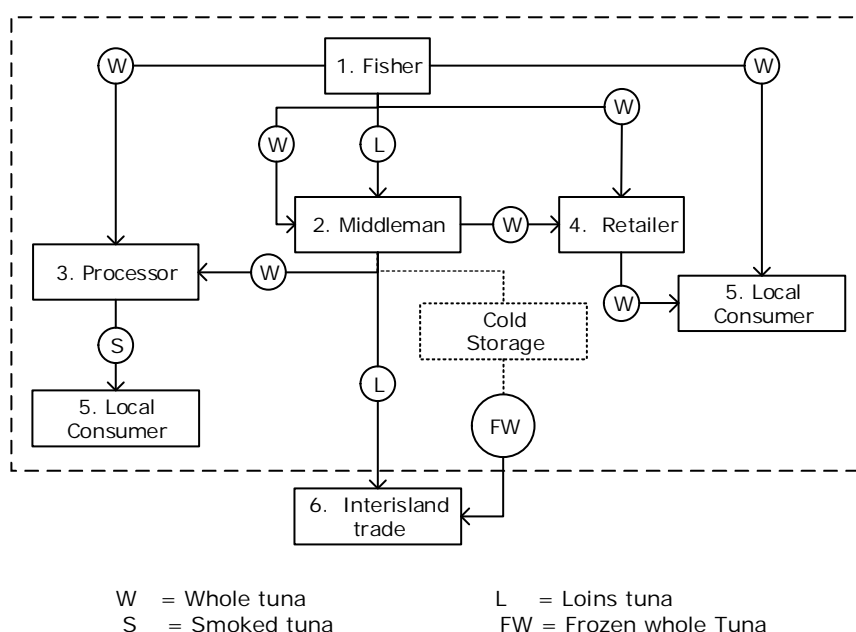 W
1. Fisher
W
W
L
W
2. Middleman
W
4. Retailer
3. Processor
W
W
5. Local
Consumer
Cold
Storage
S
L
5. Local
Consumer
FW
6. Interisland
trade
W = Whole tuna
L = Loins tuna
S = Smoked tuna
FW = Frozen whole Tuna